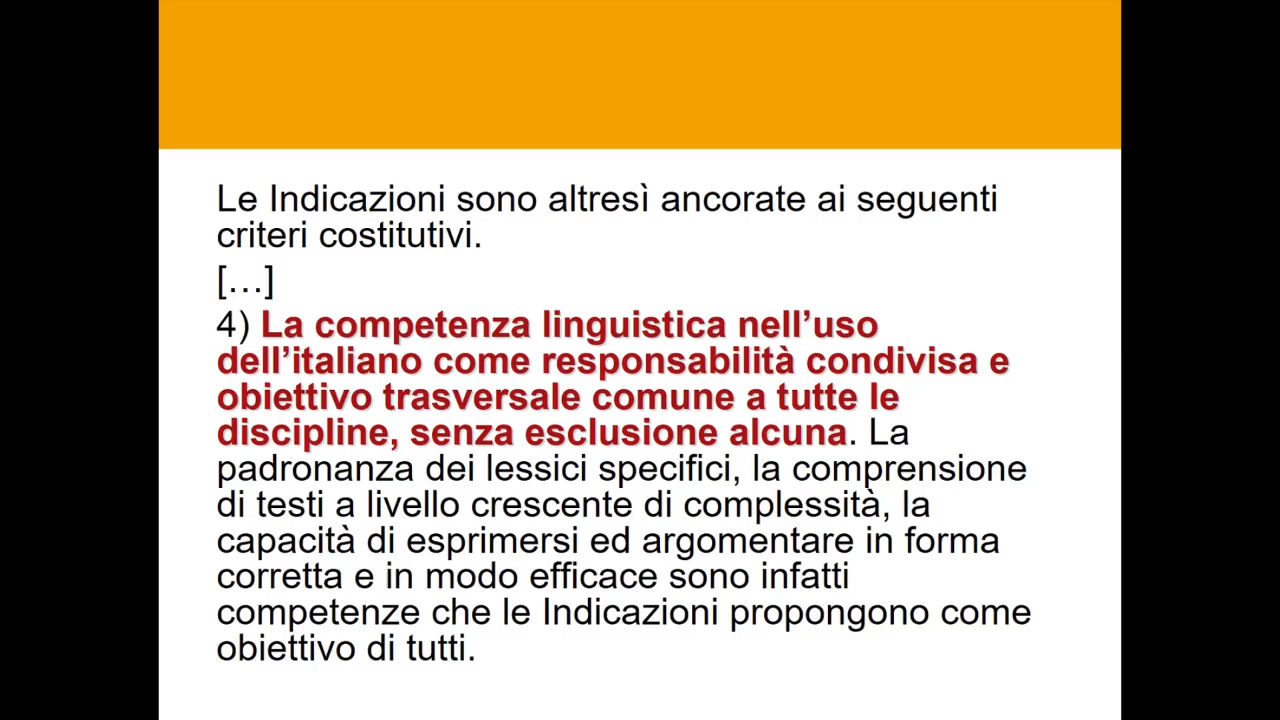 Le Indicazioni sono altresì ancorate ai seguenti
criteri costitutivi.
[…]
4) La competenza linguistica nell’uso
dell’italiano come responsabilità condivisa e
obiettivo trasversale comune a tutte le
discipline, senza esclusione alcuna. La
padronanza dei lessici specifici, la comprensione
di testi a livello crescente di complessità, la
capacità di esprimersi ed argomentare in forma
corretta e in modo efficace sono infatti
competenze che le Indicazioni propongono come
obiettivo di tutti.